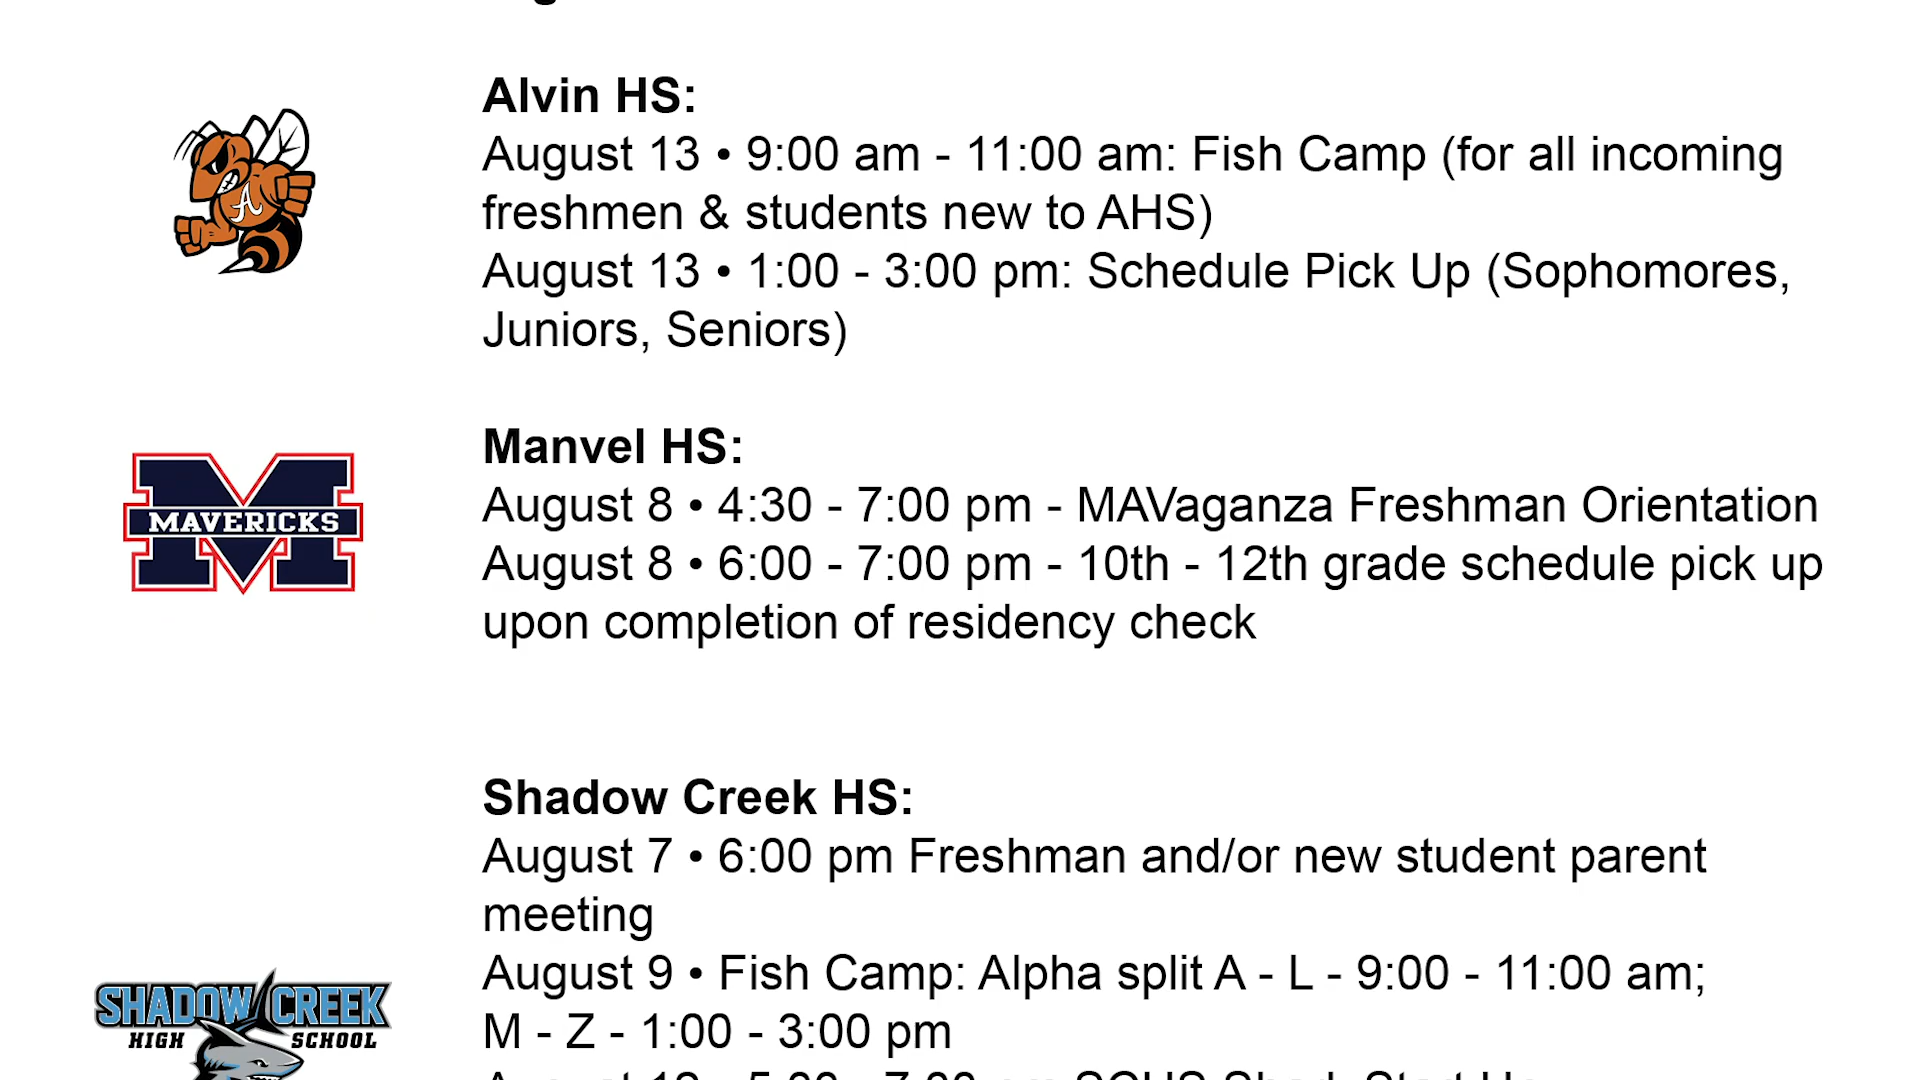 Alvin HS:
August 13 • 9:00 am - 11:00 am: Fish Camp (for all incoming
freshmen & students new to AHS)
August 13 • 1:00 - 3:00 pm: Schedule Pick Up (Sophomores,
Juniors, Seniors)
A
Manvel HS:
August 8 • 4:30 - 7:00 pm - MAVaganza Freshman Orientation
August 8 • 6:00 - 7:00 pm - 10th - 12th grade schedule pick up
upon completion of residency check
MAVERICKS
Shadow Creek HS:
August 7 • 6:00 pm Freshman and/or new student parent
meeting
August 9 • Fish Camp: Alpha split A - L - 9:00 - 11:00 am;
M - Z - 1:00 - 3:00 pm
SHADOW CREEK
HIGH SCHOOL